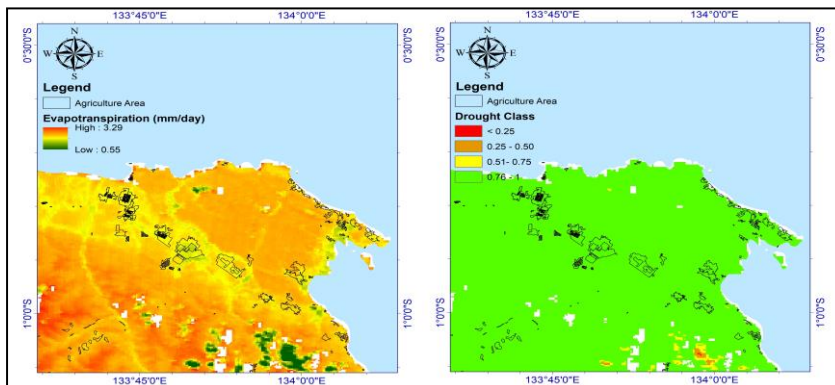 133°45'0"E 134°0'0"E
0°30'0"S
N
W E
S
Legend
Agriculture Area
Evapotranspiration (mm/day)
High : 3.29
Low : 0.55
1°0'0"S
133°45'0"E 134°0'0"E
133°45'0"E 134°0'0"E
0°30'0"S
N
W E
S
Legend
Agriculture Area
Drought Class
< 0.25
0.25 - 0.50
0.51- 0.75
0.76 - 1
1°0'0"S
1°0'0"S
133°45'0"E 134°0'0"E